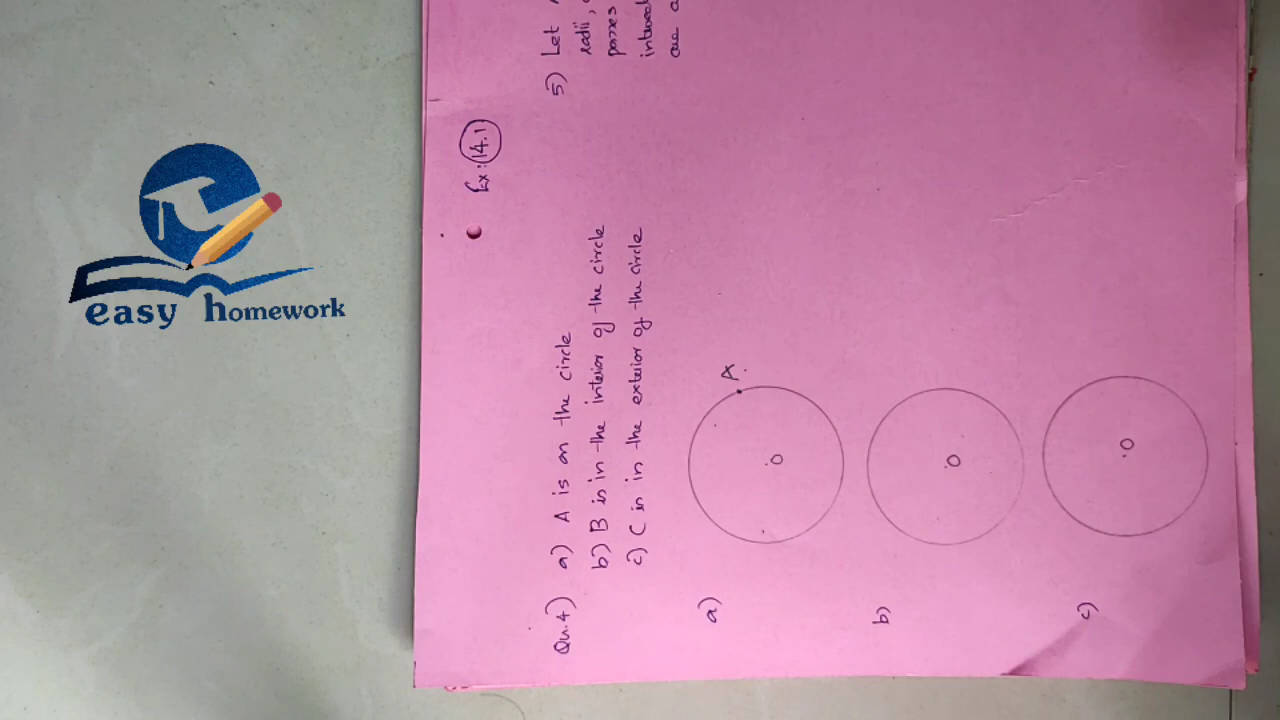 easy Homework
Ex: 14.1
Qu.4) a) A is on the circle
b) B is in the interior of the circle
c) C is in the exterior of the circle
a)
A
O
b)
O
c)
O
5) Let
radii,
passes